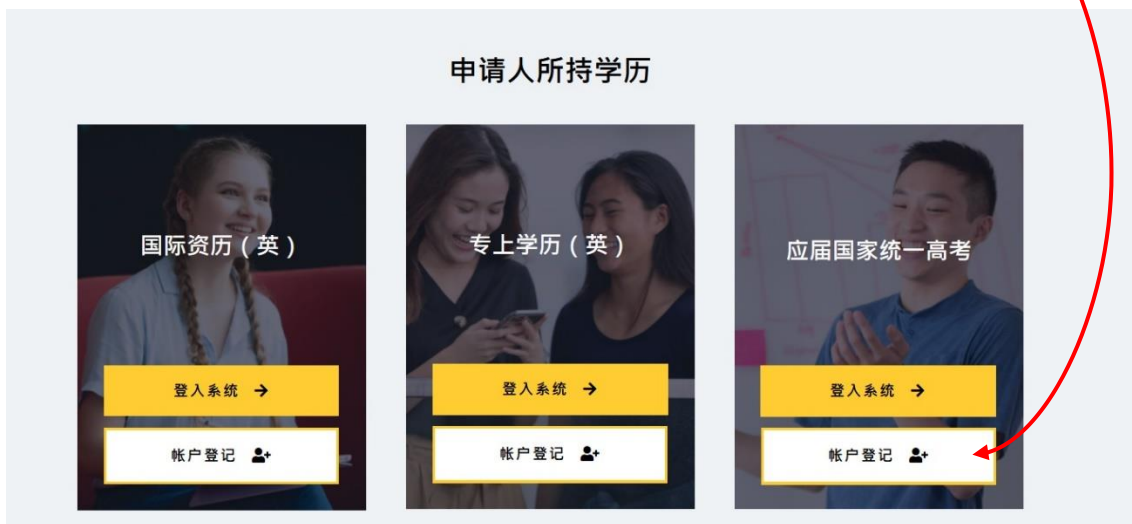 申请人所持学历
国际资历（英）
登入系统
帐户登记
专上学历（英）
登入系统
帐户登记
应届国家统一高考
登入系统
帐户登记